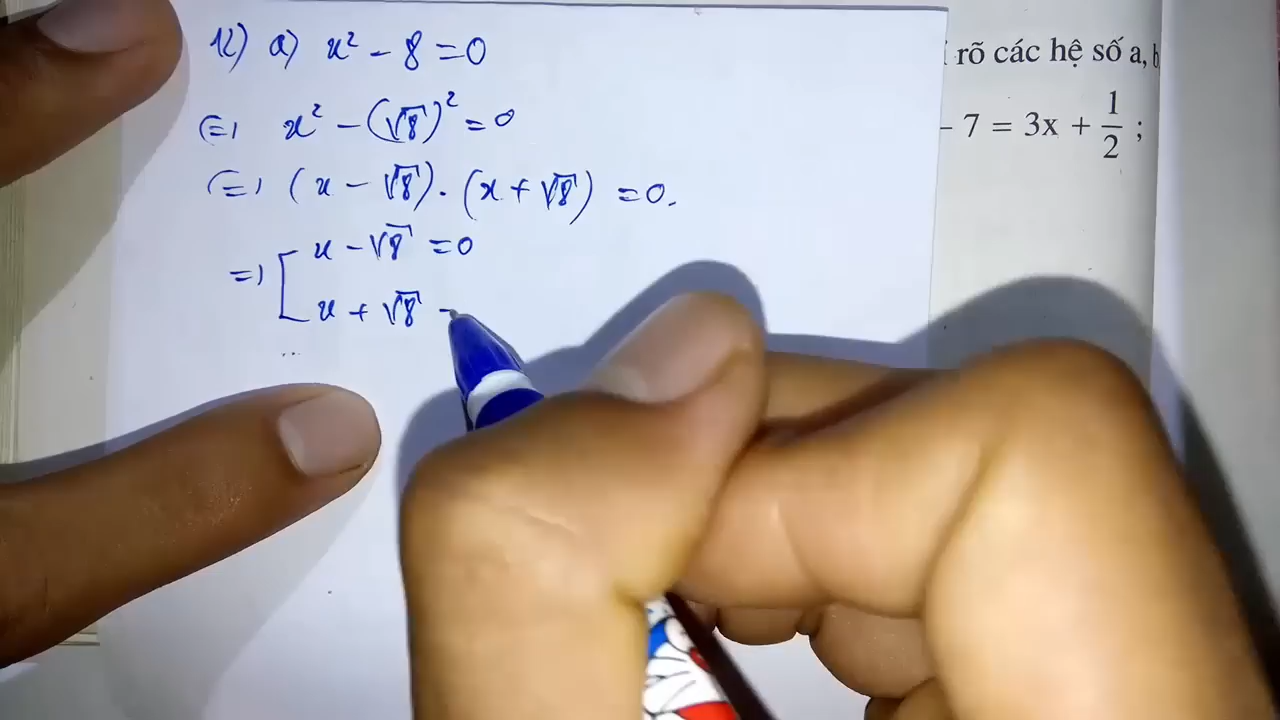 12) a) x² - 8 = 0
(=) x² - (√8)² = 0
(=) (x - √8) . (x + √8) = 0.
=) [ x - √8 = 0
x + √8 -
...
rõ các hệ số a, b
- 7 = 3x + 1/2 ;